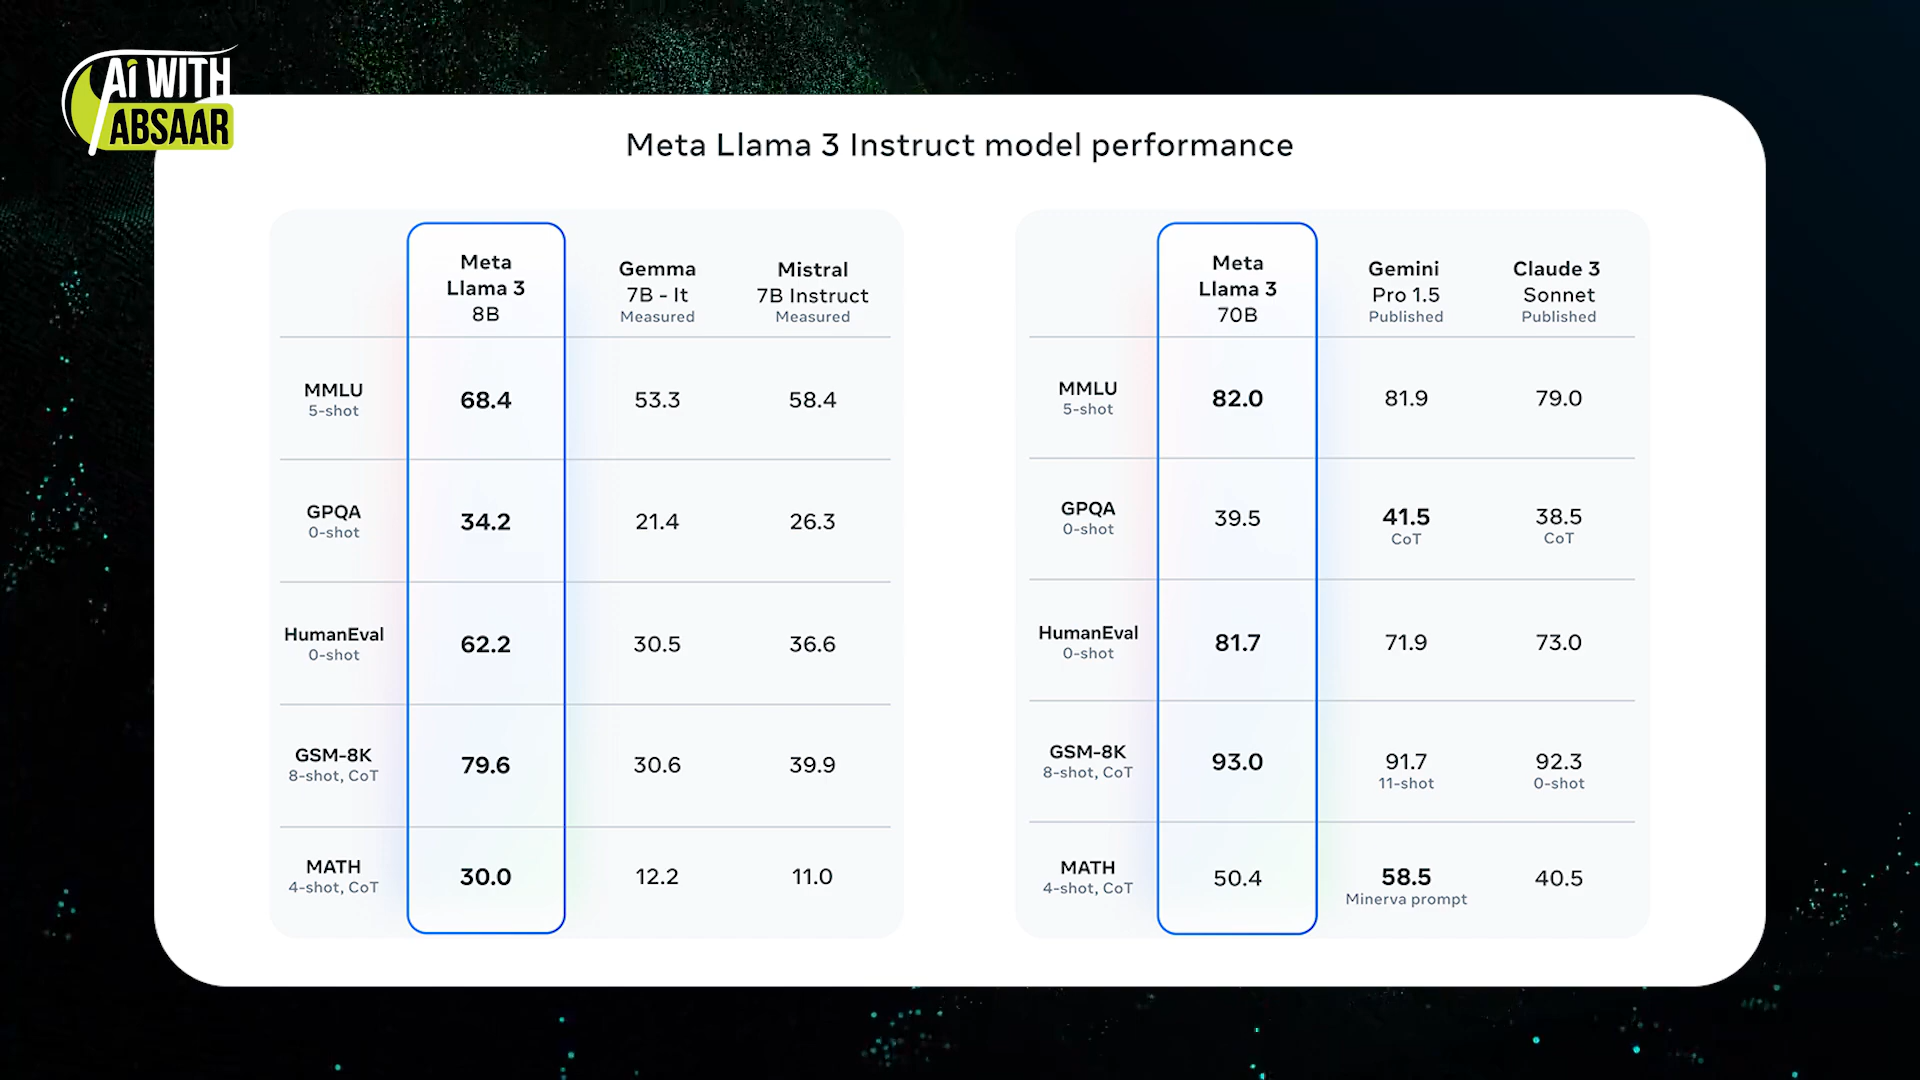 Ai WITH
ABSAAR
Meta Llama 3 Instruct model performance
Meta
Llama 3
8B
Gemma
7B - It
Measured
Mistral
7B Instruct
Measured
MMLU
5-shot
68.4
53.3
58.4
GPQA
0-shot
34.2
21.4
26.3
HumanEval
0-shot
62.2
30.5
36.6
GSM-8K
8-shot, CoT
79.6
30.6
39.9
MATH
4-shot, CoT
30.0
12.2
11.0
Meta
Llama 3
70B
Gemini
Pro 1.5
Published
Claude 3
Sonnet
Published
MMLU
5-shot
82.0
81.9
79.0
GPQA
0-shot
39.5
41.5
CoT
38.5
CoT
HumanEval
0-shot
81.7
71.9
73.0
GSM-8K
8-shot, CoT
93.0
91.7
11-shot
92.3
0-shot
MATH
4-shot, CoT
50.4
58.5
Minerva prompt
40.5